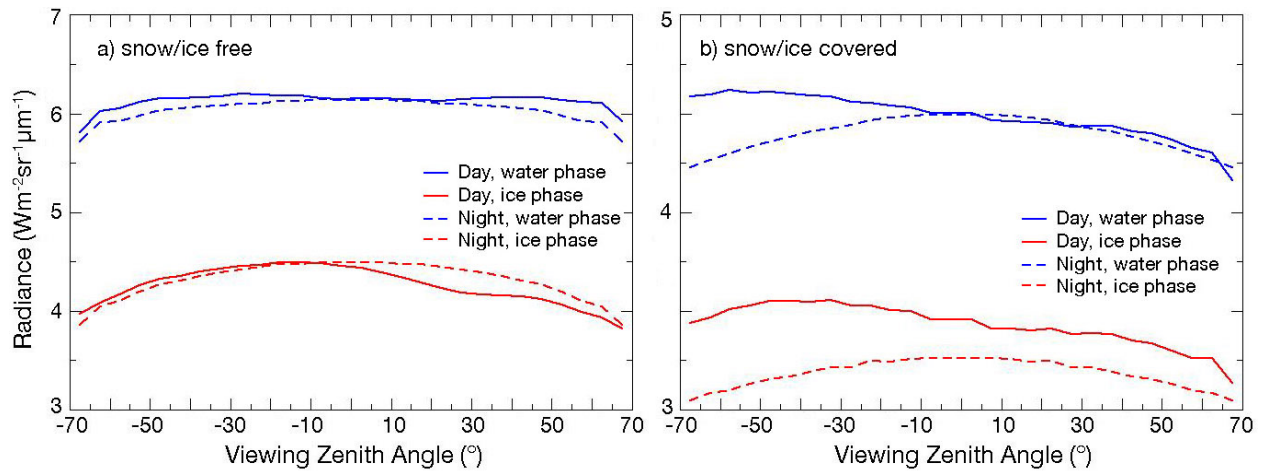 7
6
5
4
3
a) snow/ice free
Day, water phase
Day, ice phase
Night, water phase
Night, ice phase
Radiance (Wm⁻²sr⁻¹µm⁻¹)
-70 -50 -30 -10 10 30 50 70
Viewing Zenith Angle (°)
5
4
3
b) snow/ice covered
Day, water phase
Day, ice phase
Night, water phase
Night, ice phase
-70 -50 -30 -10 10 30 50 70
Viewing Zenith Angle (°)